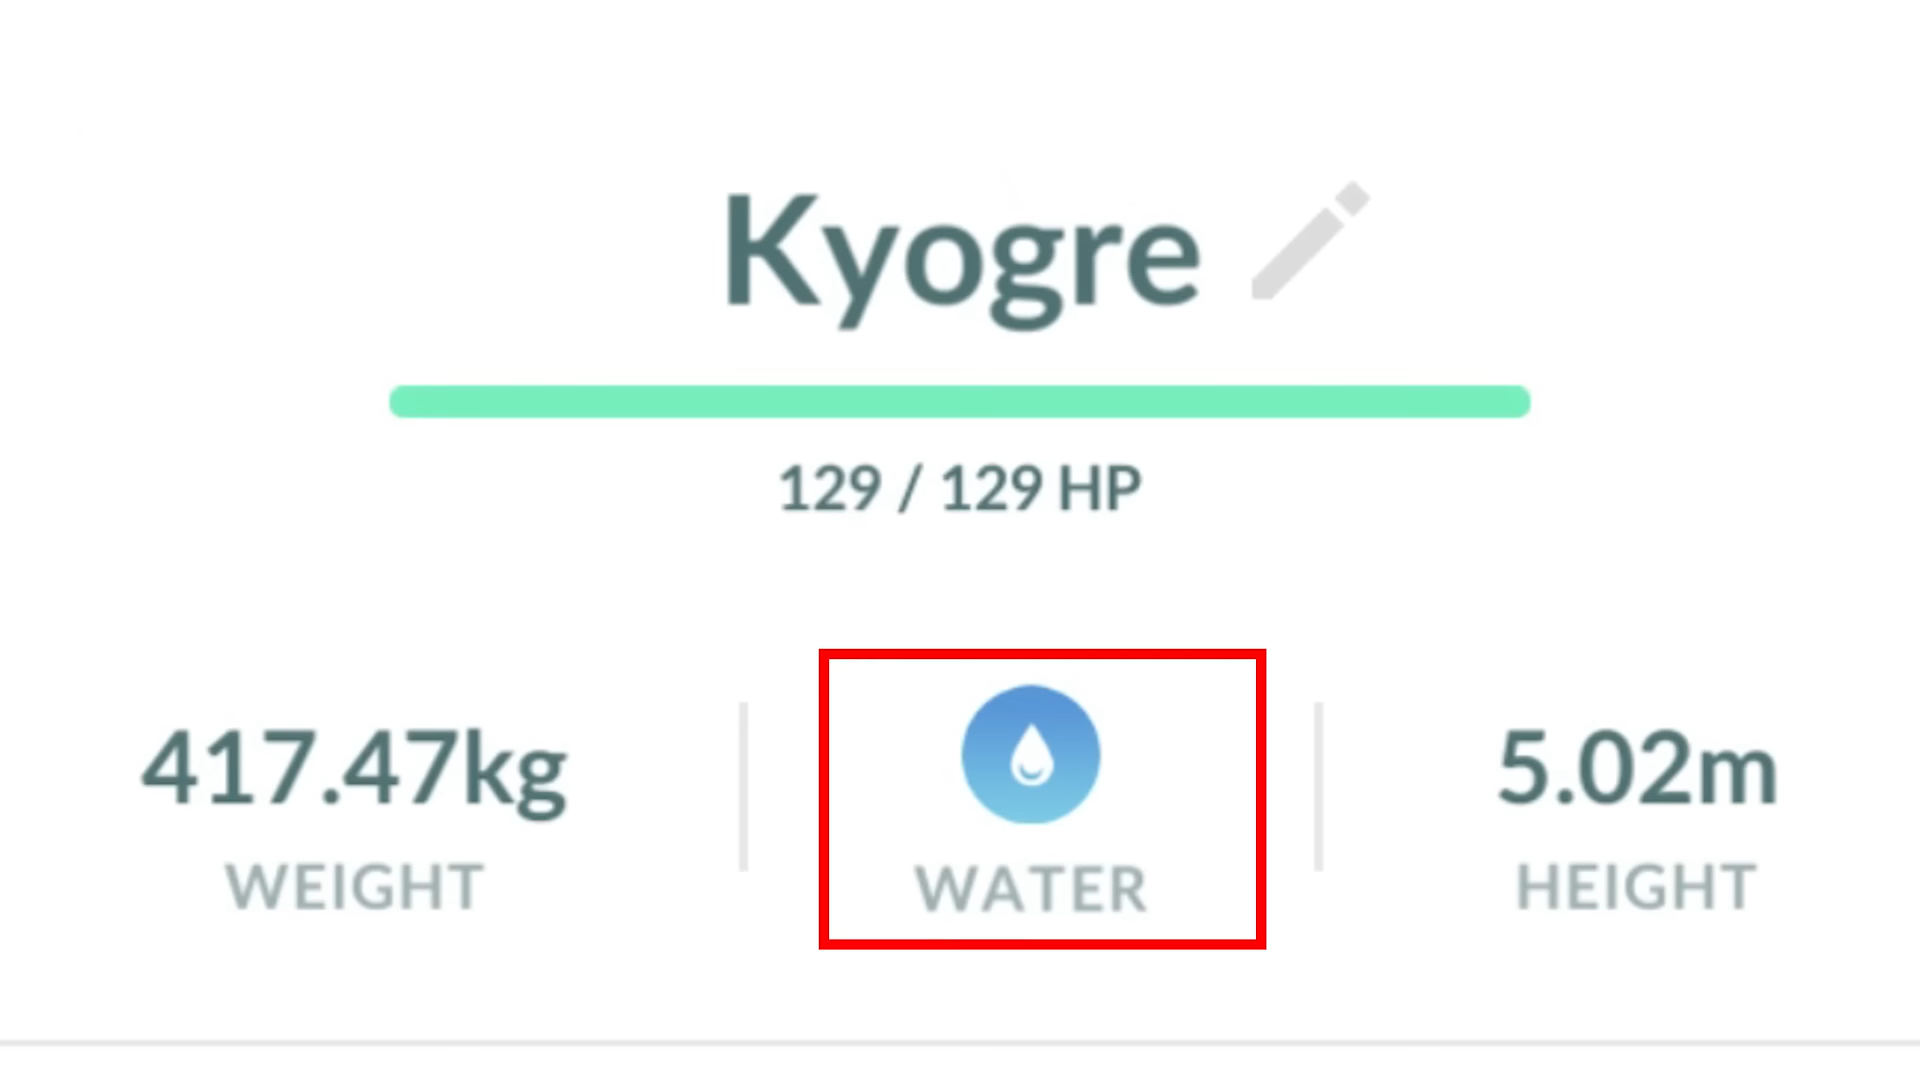 Kyogre
129 / 129 HP
417.47kg
WEIGHT
WATER
5.02m
HEIGHT